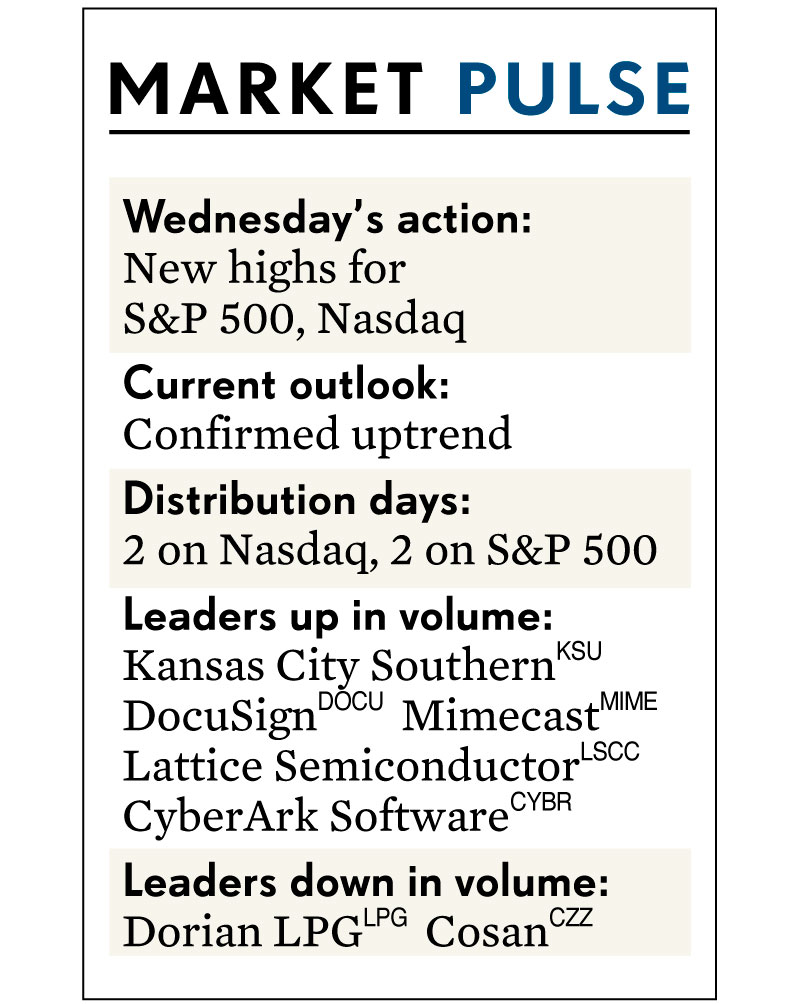 MARKET PULSE
Wednesday’s action:
New highs for
S&P 500, Nasdaq
Current outlook:
Confirmed uptrend
Distribution days:
2 on Nasdaq, 2 on S&P 500
Leaders up in volume:
Kansas City Southern KSU
DocuSign DOCU Mimecast MIME
Lattice Semiconductor LSCC
CyberArk Software CYBR
Leaders down in volume:
Dorian LPG LPG Cosan CZZ